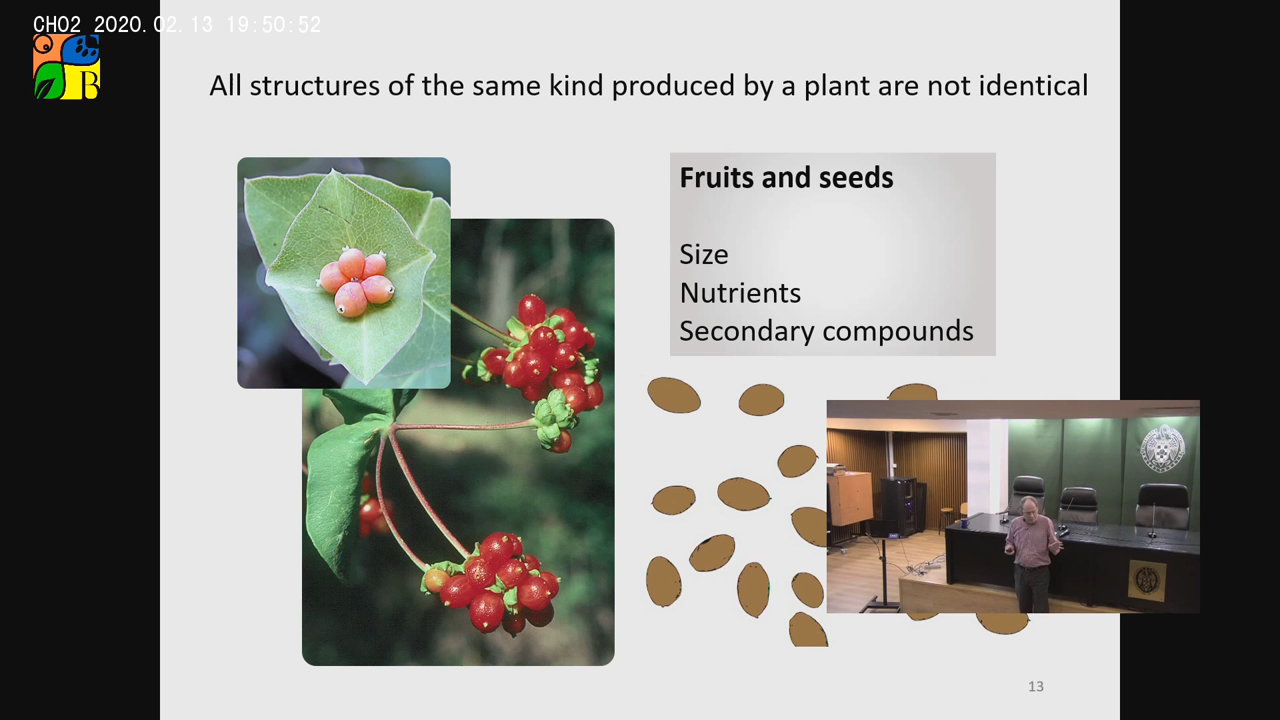 CH02 2020.02.13 19:50:52
B
All structures of the same kind produced by a plant are not identical
Fruits and seeds
Size
Nutrients
Secondary compounds
13